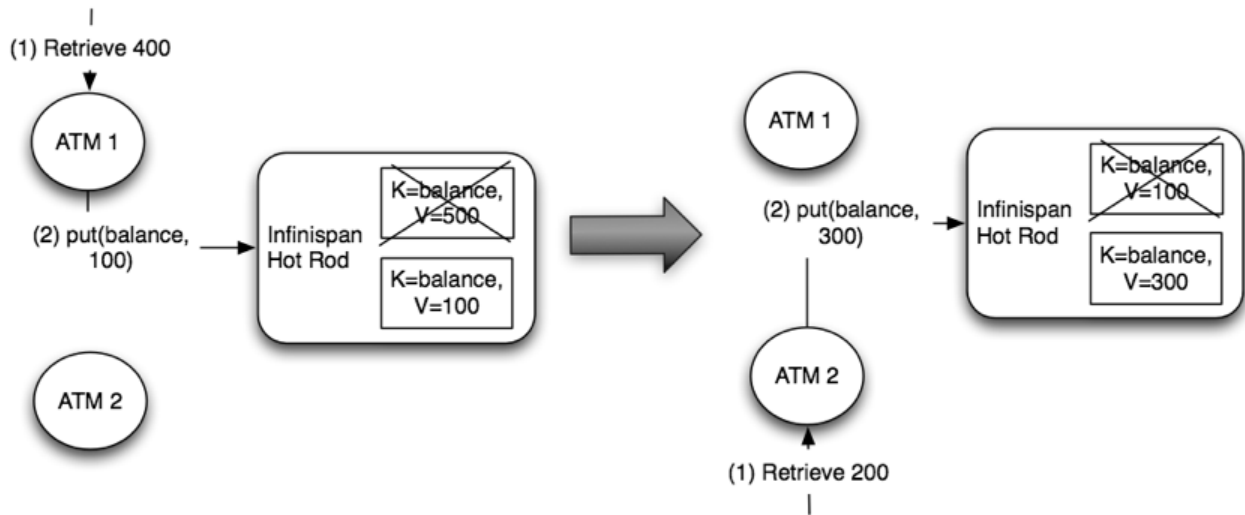 (1) Retrieve 400
ATM 1
(2) put(balance,
100)
Infinispan
Hot Rod
K=balance,
V=500
K=balance,
V=100
ATM 2
ATM 1
(2) put(balance,
300)
Infinispan
Hot Rod
K=balance,
V=100
K=balance,
V=300
ATM 2
(1) Retrieve 200